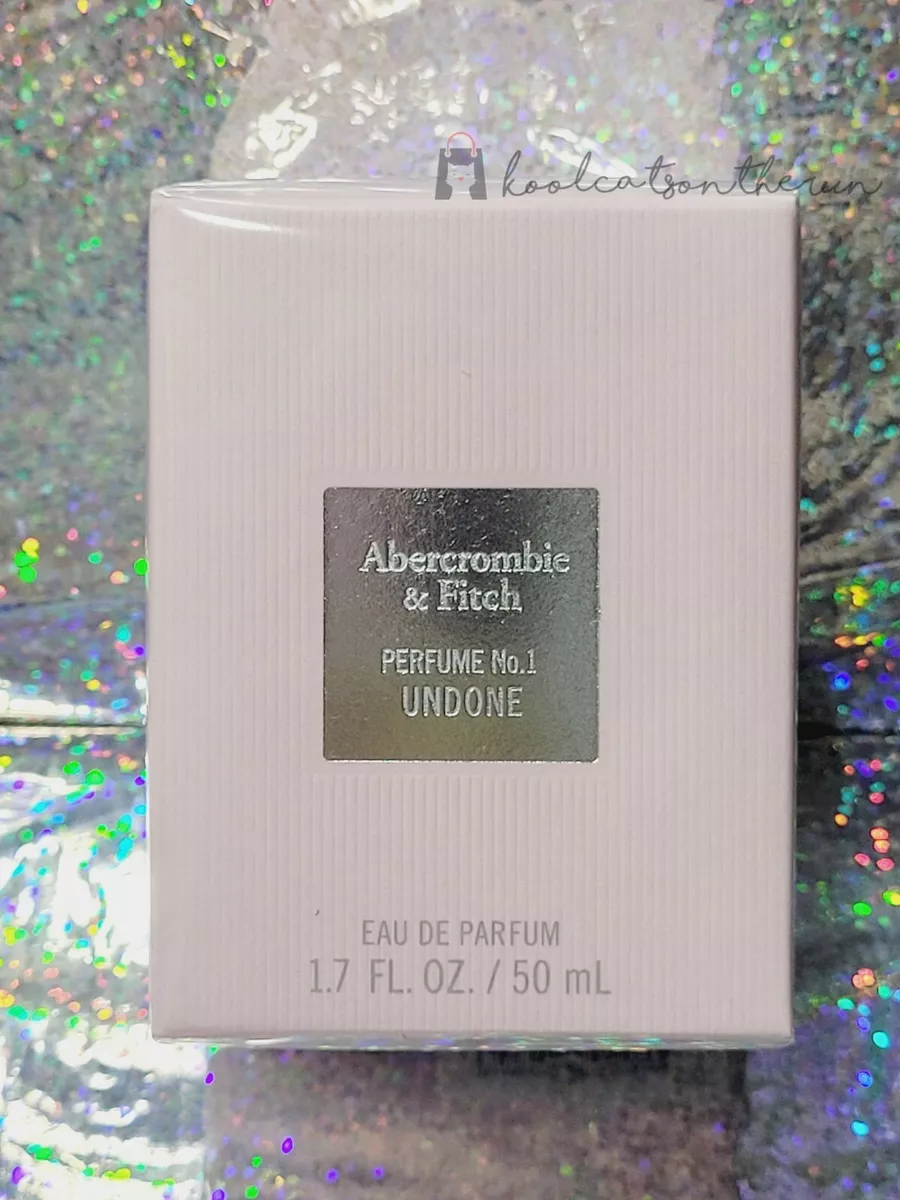 koolcatsontherun
Abercrombie
& Fitch
PERFUME No.1
UNDONE
EAU DE PARFUM
1.7 FL. OZ. / 50 mL